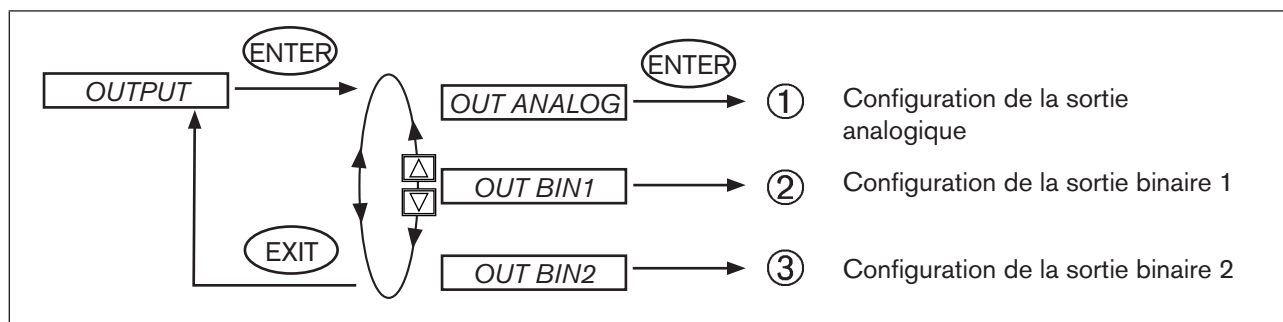 ENTER
ENTER
OUTPUT
OUT ANALOG
① Configuration de la sortie
analogique
OUT BIN1
② Configuration de la sortie binaire 1
EXIT
OUT BIN2
③ Configuration de la sortie binaire 2